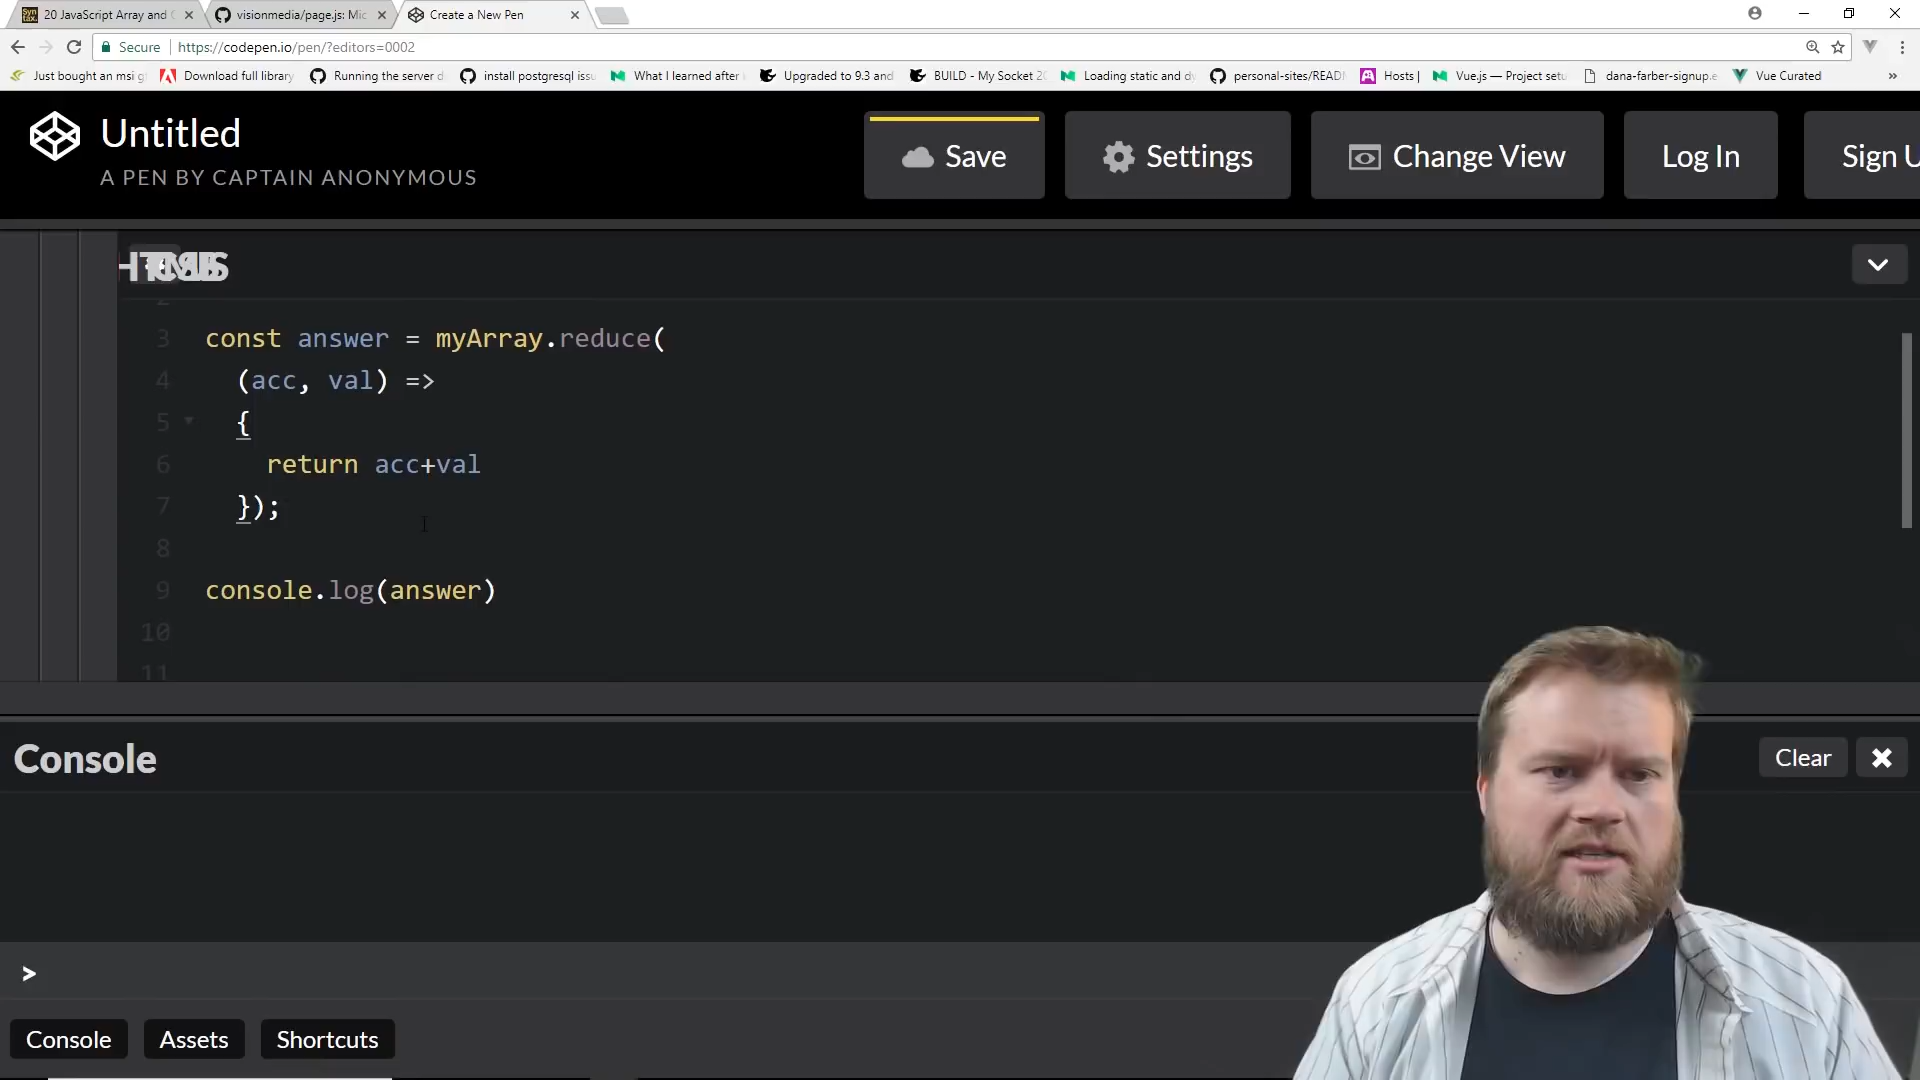 20 JavaScript Array and
visionmedia/page.js: Mic
Create a New Pen
Secure
https://codepen.io/pen/?editors=0002
Just bought an msi g
Download full library
Running the server d
install postgresql issu
What I learned after
Upgraded to 9.3 and
BUILD - My Socket 20
Loading static and dy
personal-sites/READ
Hosts |
Vue.js — Project setu
dana-farber-signup.e
Vue Curated
»
Untitled
A PEN BY CAPTAIN ANONYMOUS
Save
Settings
Change View
Log In
Sign U
2
3 const answer = myArray.reduce(
4 (acc, val) =>
5 {
6 return acc+val
7 });
8
9 console.log(answer)
10
11
Console
Clear
>
Console
Assets
Shortcuts